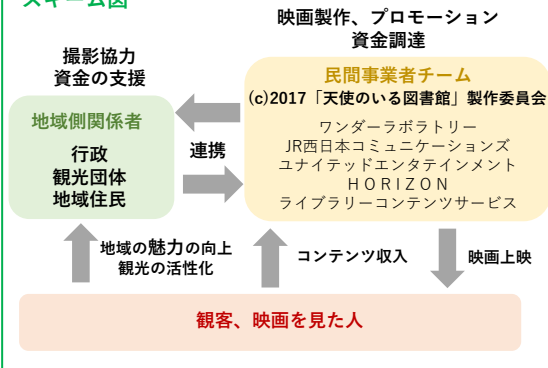 スキーム図
映画製作、プロモーション
資金調達
撮影協力
資金の支援
民間事業者チーム
(c)2017「天使のいる図書館」製作委員会
地域側関係者
ワンダーラボラトリー
JR西日本コミュニケーションズ
ユナイテッドエンタテインメント
ＨＯＲＩＺＯＮ
ライブラリーコンテンツサービス
行政
観光団体
地域住民
連携
地域の魅力の向上
観光の活性化
コンテンツ収入
映画上映
観客、映画を見た人